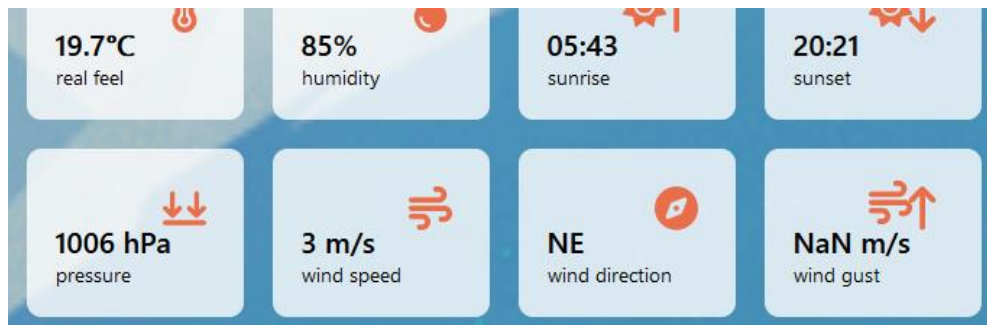 19.7°C
real feel
85%
humidity
05:43
sunrise
20:21
sunset
1006 hPa
pressure
3 m/s
wind speed
NE
wind direction
NaN m/s
wind gust